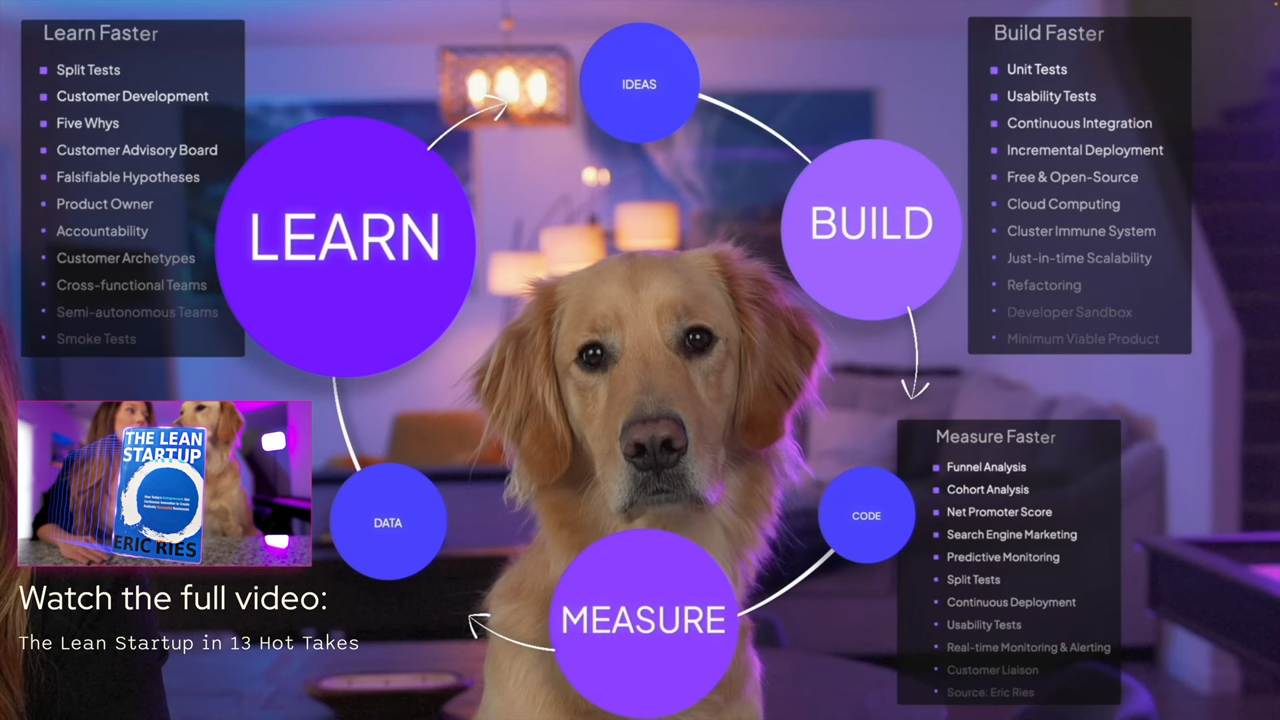 Learn Faster
Split Tests
Customer Development
Five Whys
Customer Advisory Board
Falsifiable Hypotheses
Product Owner
Accountability
Customer Archetypes
Cross-functional Teams
Semi-autonomous Teams
Smoke Tests
IDEAS
LEARN
BUILD
Build Faster
Unit Tests
Usability Tests
Continuous Integration
Incremental Deployment
Free & Open-Source
Cloud Computing
Cluster Immune System
Just-in-time Scalability
Refactoring
Developer Sandbox
Minimum Viable Product
THE LEAN
STARTUP
ERIC RIES
DATA
CODE
MEASURE
Measure Faster
Funnel Analysis
Cohort Analysis
Net Promoter Score
Search Engine Marketing
Predictive Monitoring
Split Tests
Continuous Deployment
Usability Tests
Real-time Monitoring & Alerting
Customer Liaison
Source: Eric Ries
Watch the full video:
The Lean Startup in 13 Hot Takes